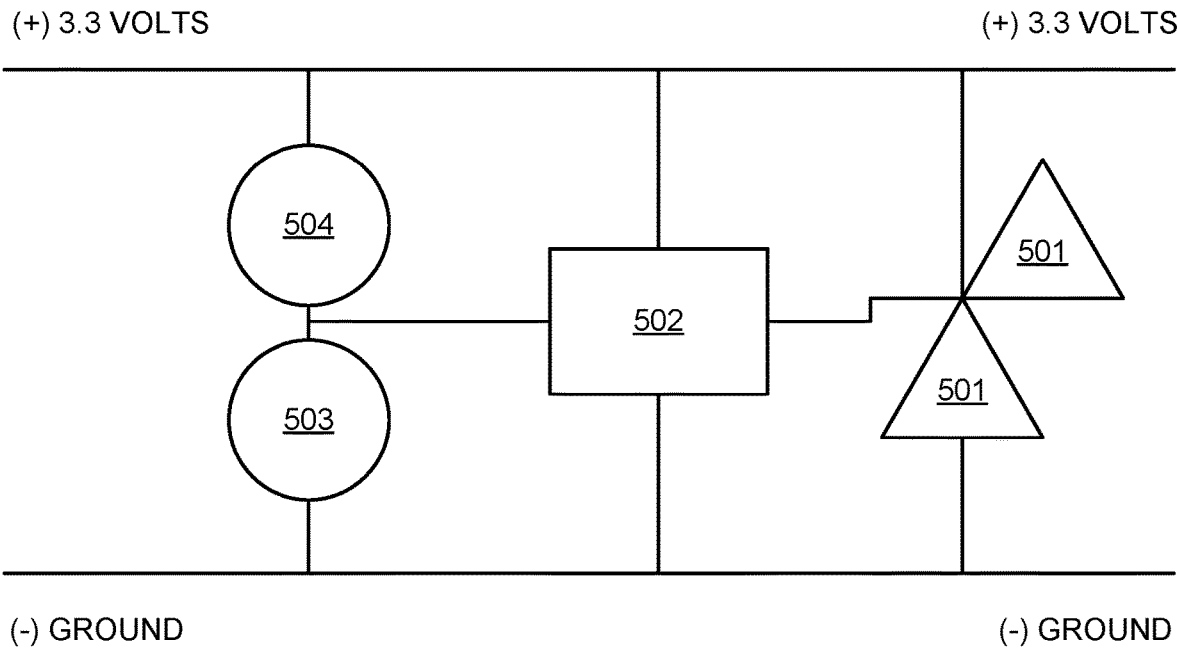 (+) 3.3 VOLTS
(+) 3.3 VOLTS
504
501
502
501
503
(-) GROUND
(-) GROUND